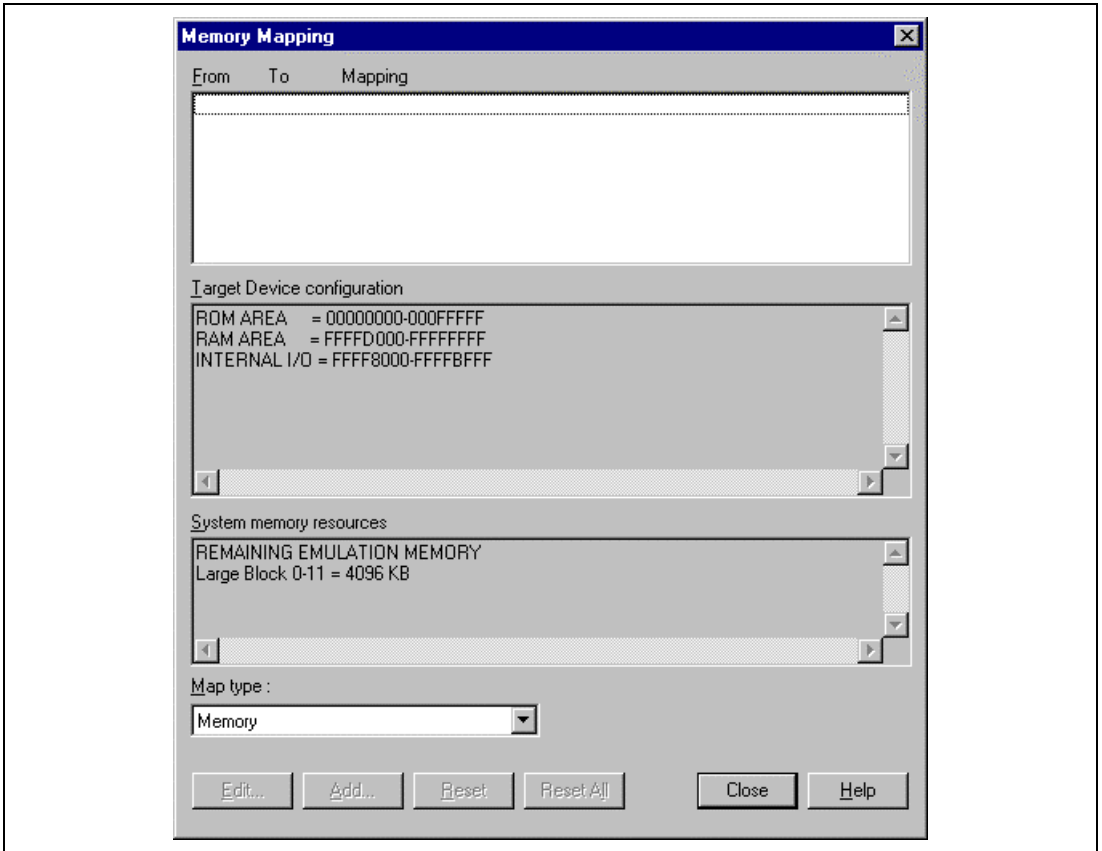 Memory Mapping
From To Mapping
Target Device configuration
ROM AREA = 00000000-000FFFFF
RAM AREA = FFFFD000-FFFFFFFF
INTERNAL I/O = FFFF8000-FFFFBFFF
System memory resources
REMAINING EMULATION MEMORY
Large Block 0-11 = 4096 KB
Map type :
Memory
Edit... Add... Reset Reset All Close Help